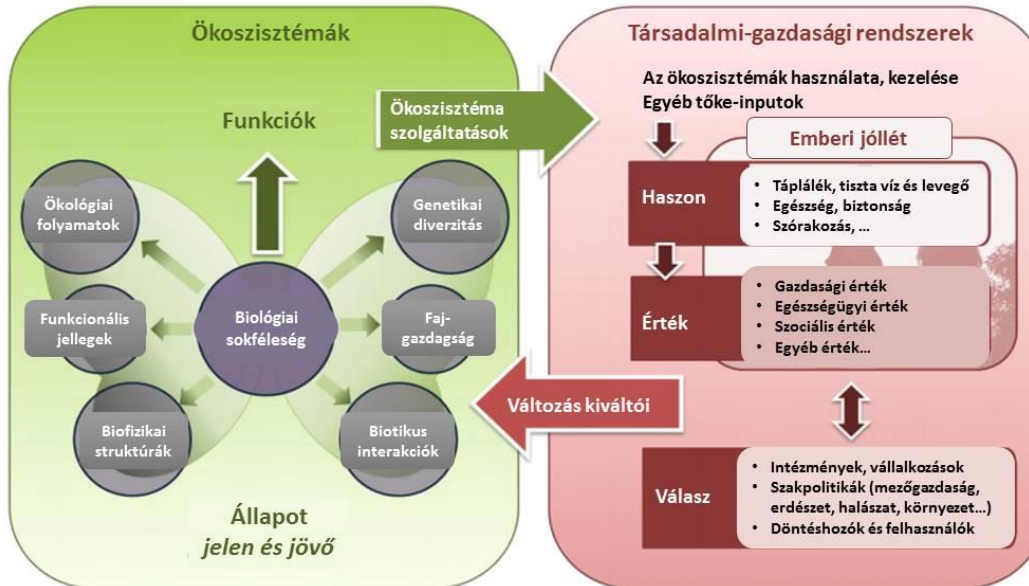 Ökoszisztémák
Funkciók
Ökológiai
folyamatok
Genetikai
diverzitás
Funkcionális
jellegek
Biológiai
sokféleség
Faj-
gazdagság
Biofizikai
struktúrák
Biotikus
interakciók
Állapot
jelen és jövő
Ökoszisztéma
szolgáltatások
Változás kiváltói
Társadalmi-gazdasági rendszerek
Az ökoszisztémák használata, kezelése
Egyéb tőke-inputok
Emberi jóllét
Haszon
• Táplálék, tiszta víz és levegő
• Egészség, biztonság
• Szórakozás, ...
Érték
• Gazdasági érték
• Egészségügyi érték
• Szociális érték
• Egyéb érték...
Válasz
• Intézmények, vállalkozások
• Szakpolitikák (mezőgazdaság,
erdészet, halászat, környezet...)
• Döntéshozók és felhasználók